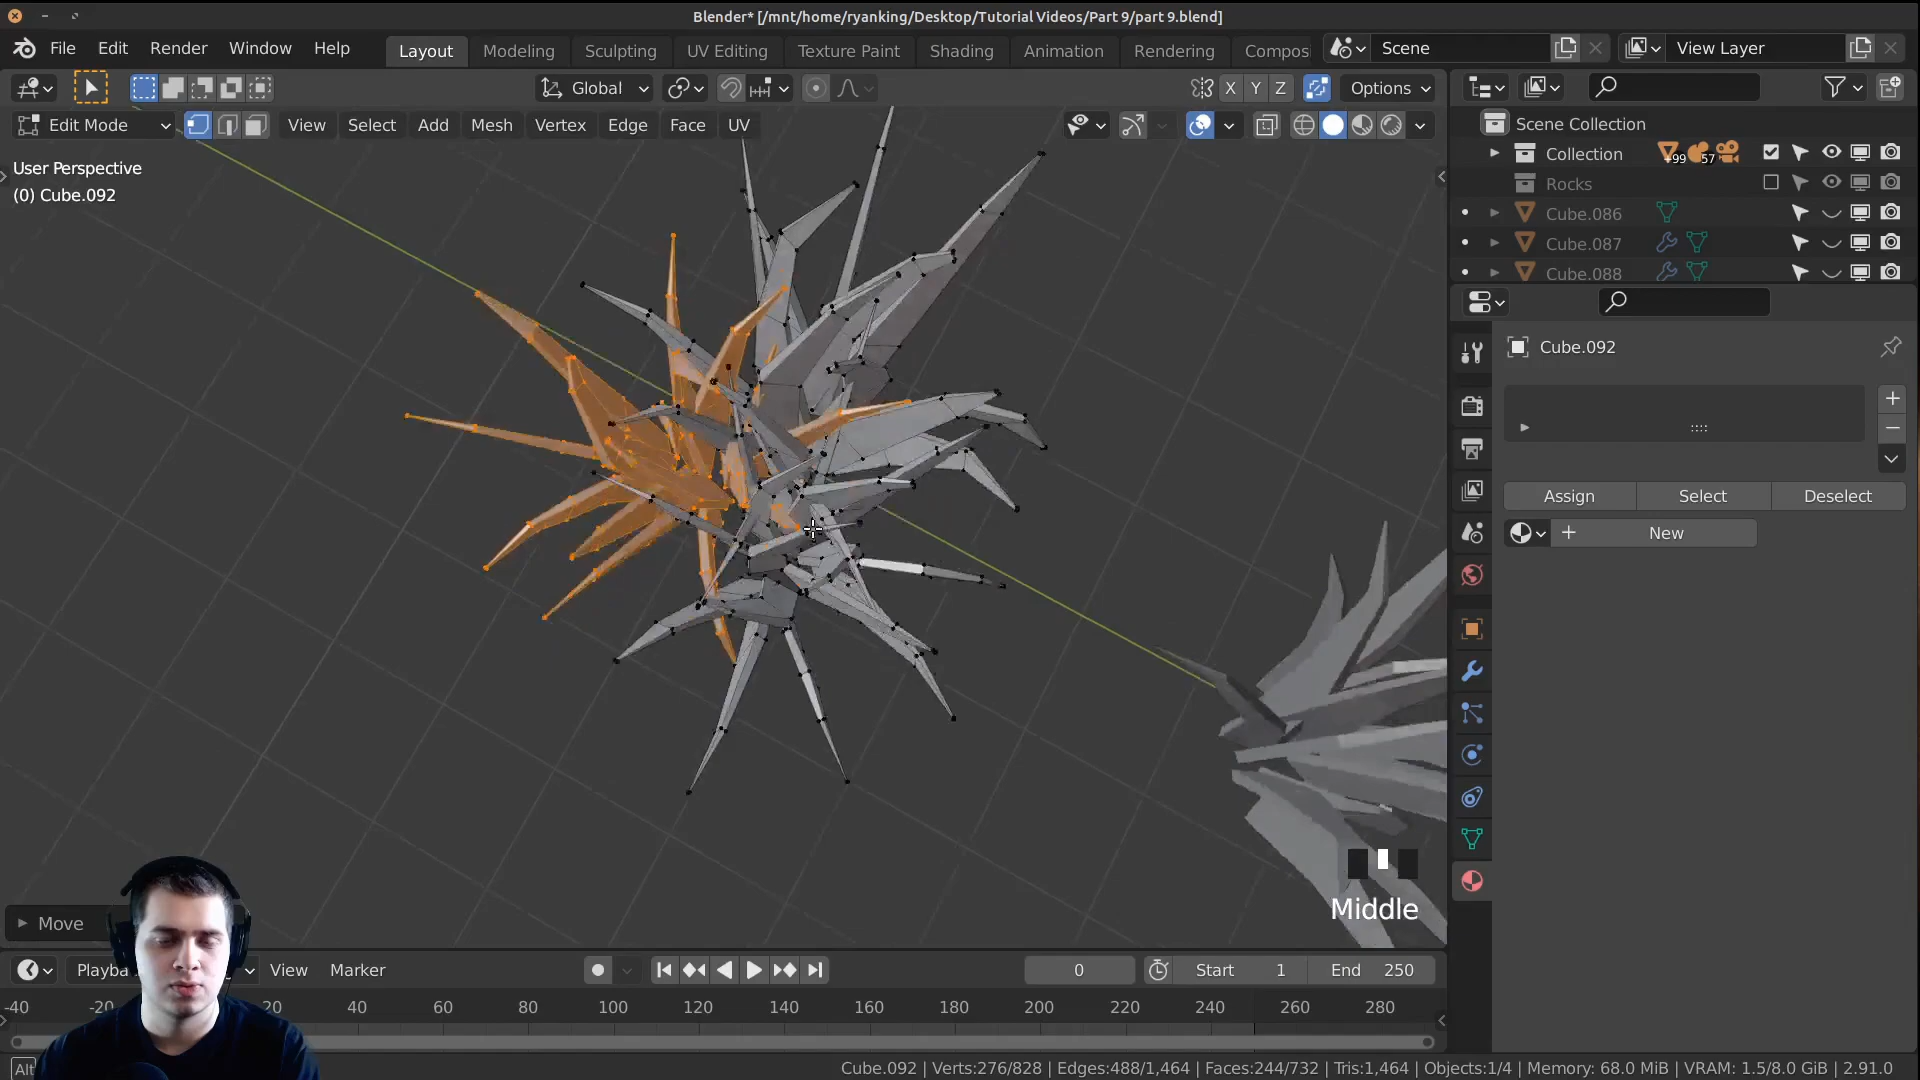 Blender* [/mnt/home/ryanking/Desktop/Tutorial Videos/Part 9/part 9.blend]
File Edit Render Window Help Layout Modeling Sculpting UV Editing Texture Paint Shading Animation Rendering Compos Scene View Layer
Global X Y Z Options
Edit Mode View Select Add Mesh Vertex Edge Face UV
Scene Collection
User Perspective
(0) Cube.092
Collection +99 57
Rocks
Cube.086
Cube.087
Cube.088
Cube.092
Assign Select Deselect
New
Middle
Move
Playba View Marker 0 Start 1 End 250
-40 -20 20 40 60 80 100 120 140 160 180 200 220 240 260 280
Alt Cube.092 | Verts:276/828 | Edges:488/1,464 | Faces:244/732 | Tris:1,464 | Objects:1/4 | Memory: 68.0 MiB | VRAM: 1.5/8.0 GiB | 2.91.0